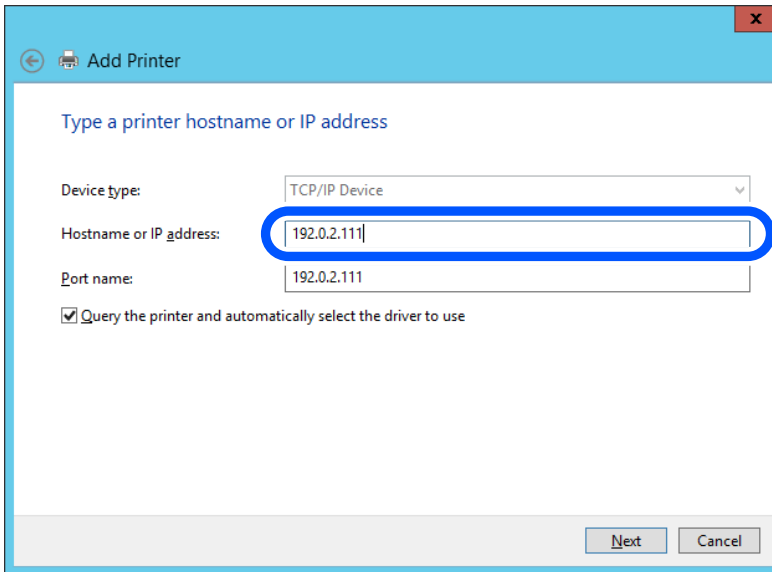 x
Add Printer
Type a printer hostname or IP address
Device type: TCP/IP Device
Hostname or IP address: 192.0.2.111
Port name: 192.0.2.111
Query the printer and automatically select the driver to use
Next Cancel